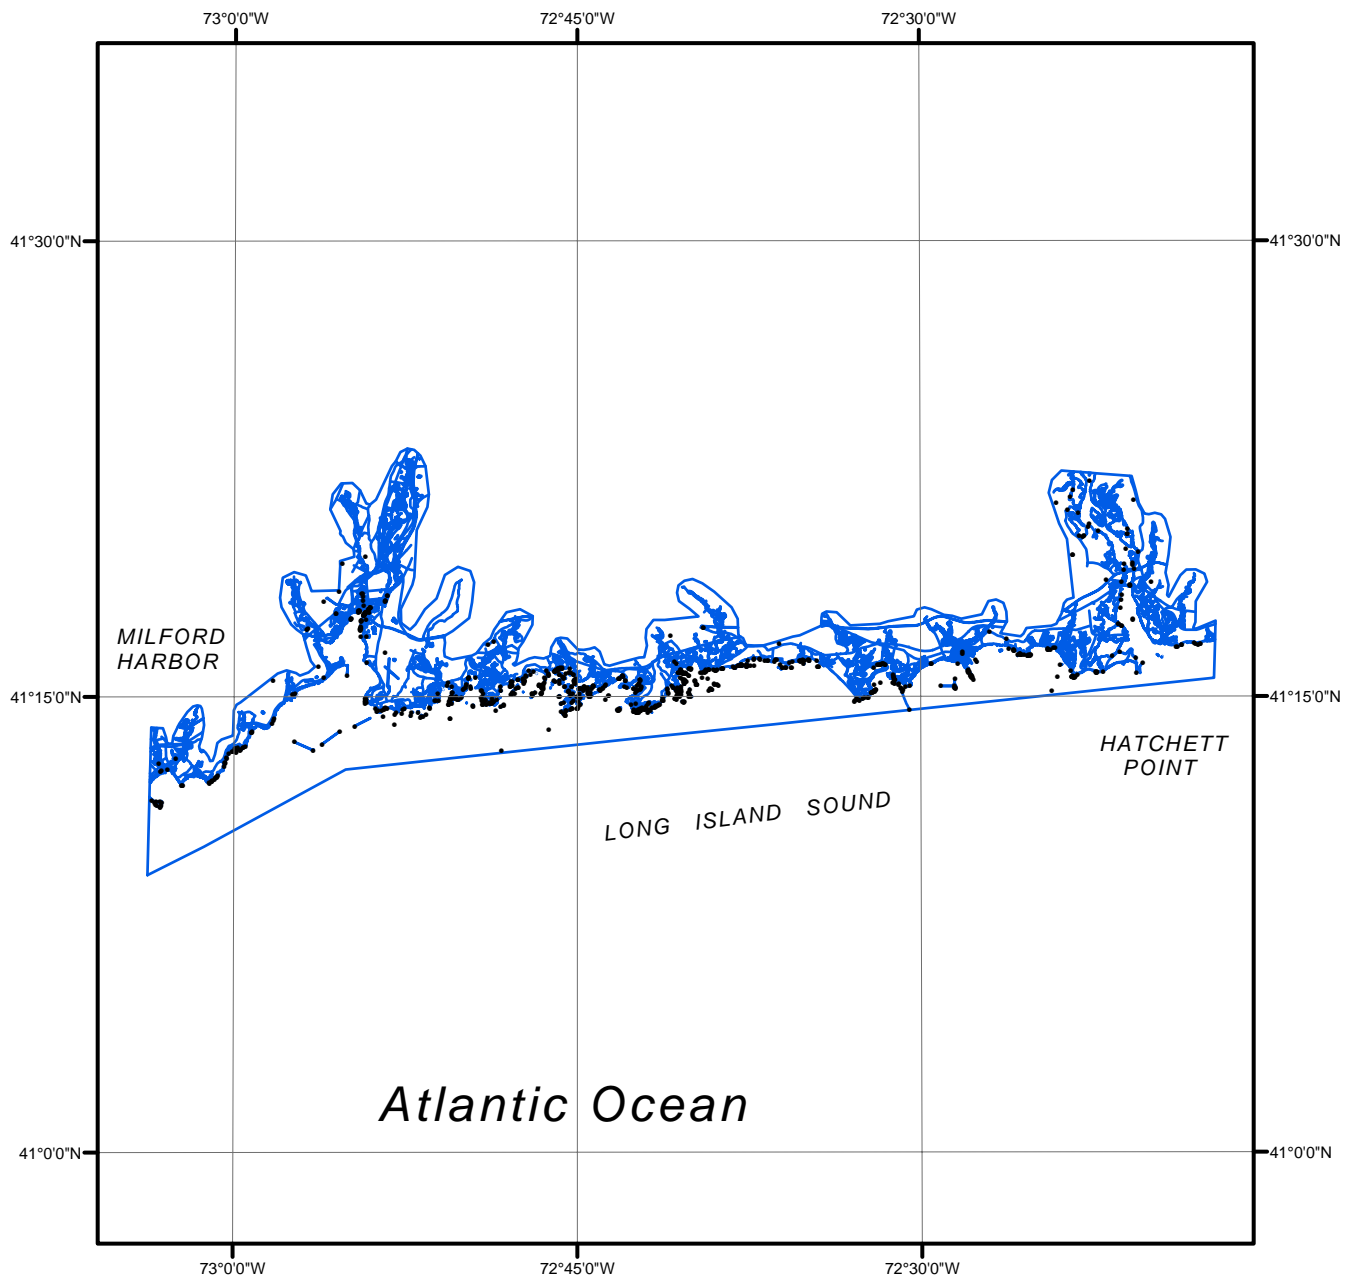 73°0'0"W 72°45'0"W 72°30'0"W
41°30'0"N 41°30'0"N
MILFORD
HARBOR
41°15'0"N 41°15'0"N
HATCHETT
POINT
LONG ISLAND SOUND
Atlantic Ocean
41°0'0"N 41°0'0"N
73°0'0"W 72°45'0"W 72°30'0"W